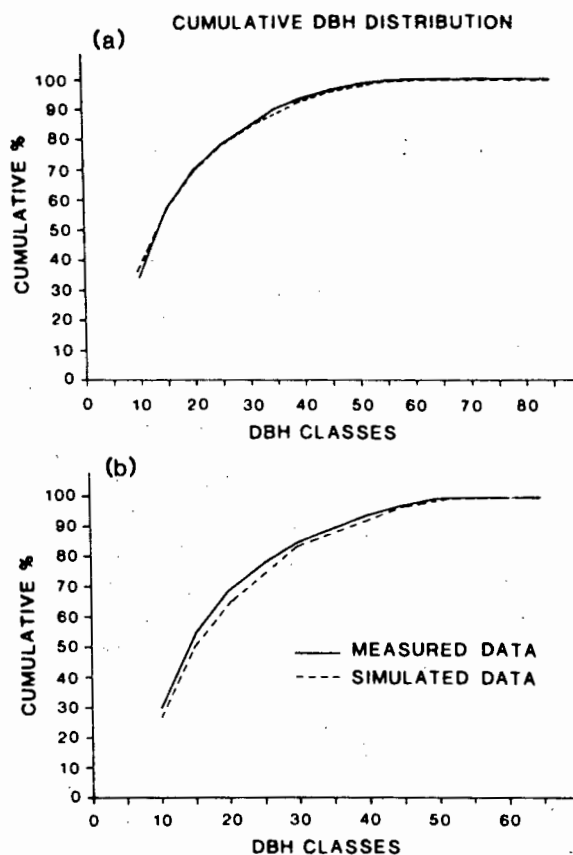 CUMULATIVE DBH DISTRIBUTION
(a)
CUMULATIVE %
100
90
80
70
60
50
40
30
20
10
0
0 10 20 30 40 50 60 70 80
DBH CLASSES
(b)
CUMULATIVE %
100
90
80
70
60
50
40
30
20
10
0
MEASURED DATA
SIMULATED DATA
0 10 20 30 40 50 60
DBH CLASSES